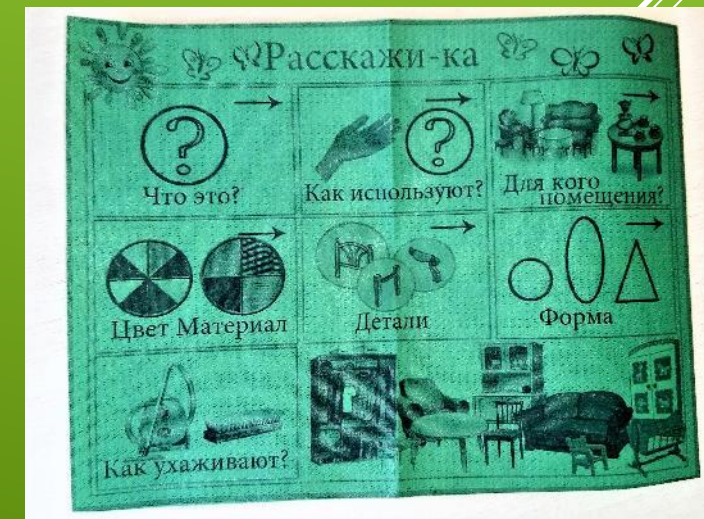 Расскажи-ка
Что это?
Как используют?
Для кого
помещения?
Цвет Материал
Детали
Форма
Как ухаживают?